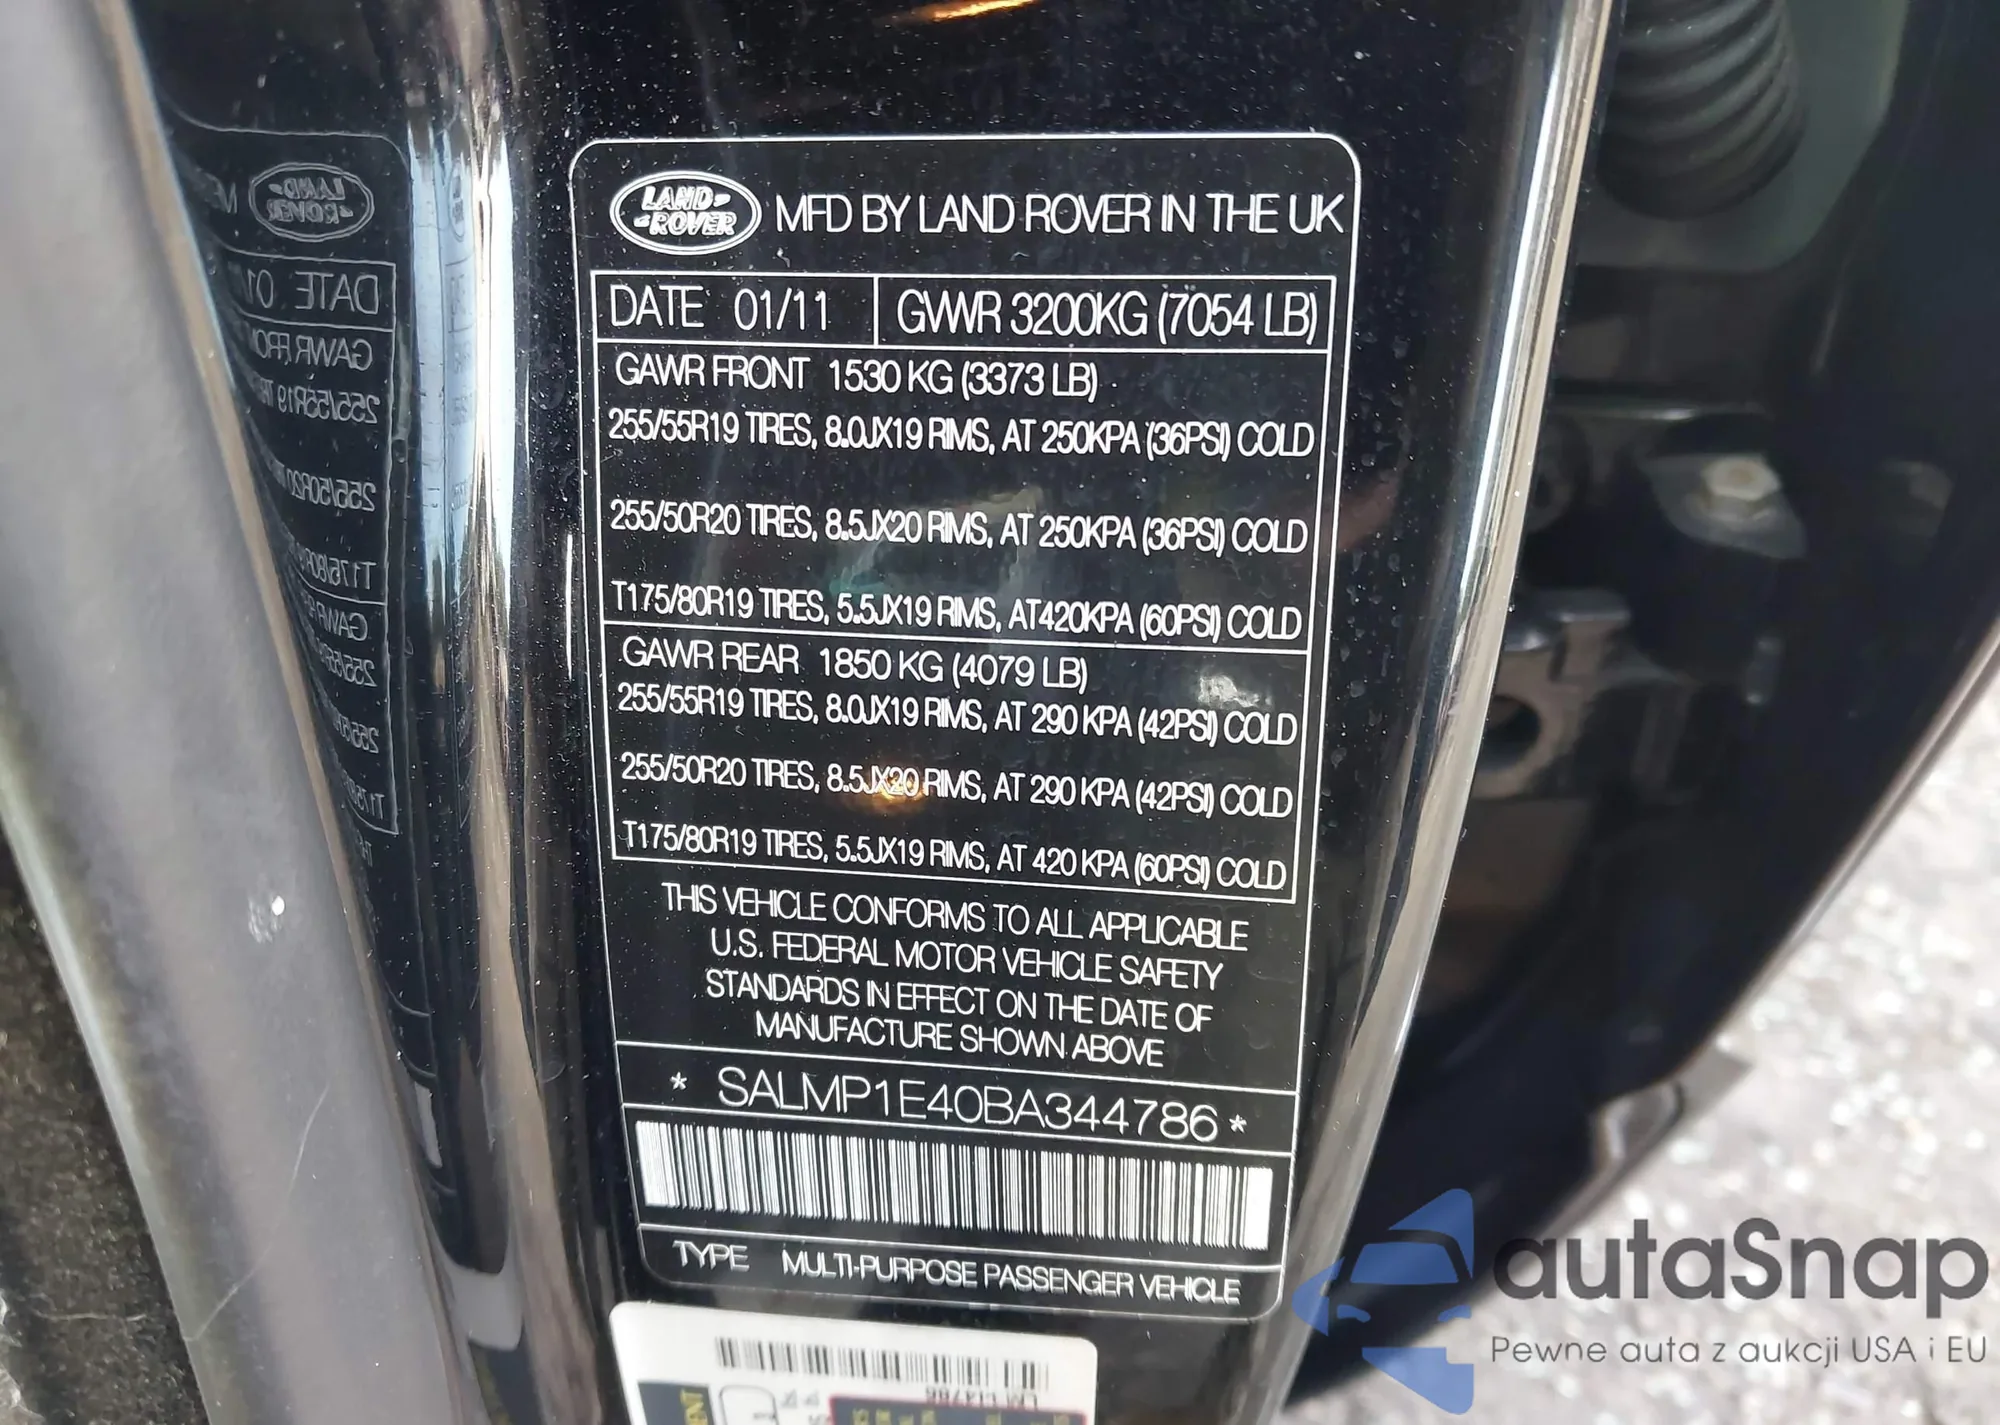 LAND ROVER MFD BY LAND ROVER IN THE UK
DATE 01/11 GVWR 3200KG (7054 LB)
GAWR FRONT 1530 KG (3373 LB)
255/55R19 TIRES, 8.0JX19 RIMS, AT 250KPA (36PSI) COLD
255/50R20 TIRES, 8.5JX20 RIMS, AT 250KPA (36PSI) COLD
T175/80R19 TIRES, 5.5JX19 RIMS, AT420KPA (60PSI) COLD
GAWR REAR 1850 KG (4079 LB)
255/55R19 TIRES, 8.0JX19 RIMS, AT 290 KPA (42PSI) COLD
255/50R20 TIRES, 8.5JX20 RIMS, AT 290 KPA (42PSI) COLD
T175/80R19 TIRES, 5.5JX19 RIMS, AT 420 KPA (60PSI) COLD
THIS VEHICLE CONFORMS TO ALL APPLICABLE
U.S. FEDERAL MOTOR VEHICLE SAFETY
STANDARDS IN EFFECT ON THE DATE OF
MANUFACTURE SHOWN ABOVE
* SALMP1E40BA344786 *
TYPE MULTI-PURPOSE PASSENGER VEHICLE
autaSnap
Pewne auta z aukcji USA i EU